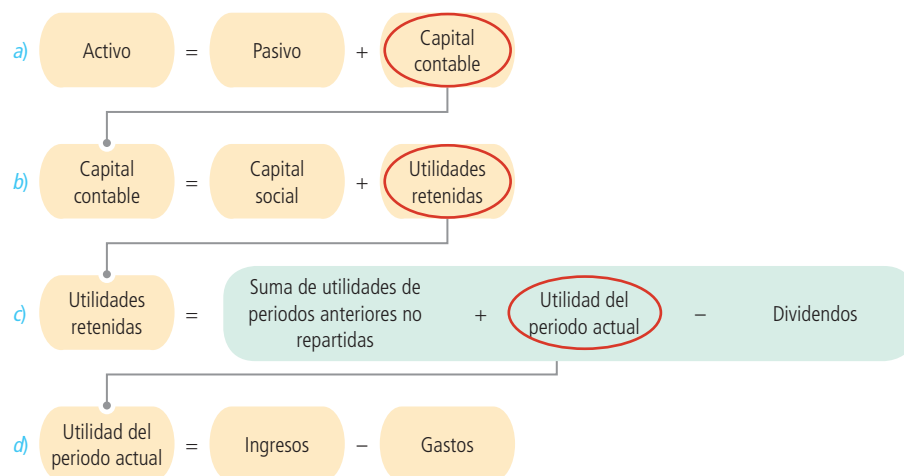 a) Activo = Pasivo + Capital
contable
b) Capital
contable = Capital
social + Utilidades
retenidas
c) Utilidades
retenidas = Suma de utilidades de
periodos anteriores no
repartidas + Utilidad del
periodo actual − Dividendos
d) Utilidad del
periodo actual = Ingresos − Gastos